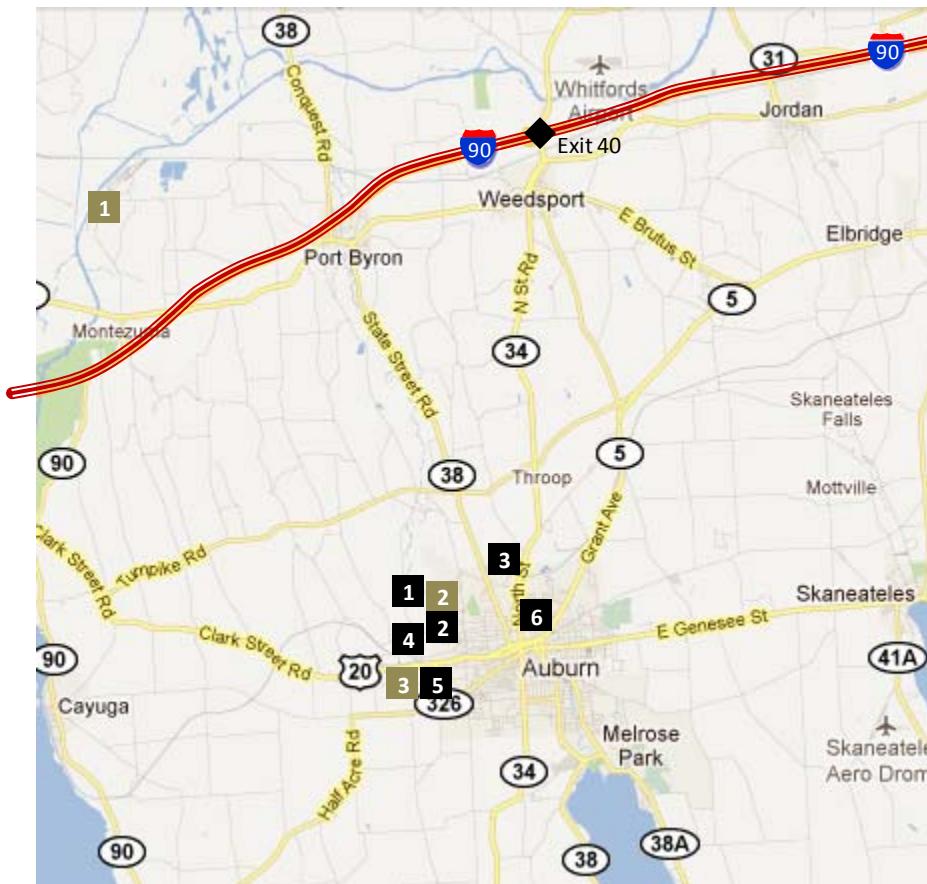 38
31
90
Whitfords
Airport
Jordan
Conquest Rd
90
Exit 40
Weedsport
1
E Brutus St
Elbridge
Port Byron
N St.Rd
5
Montezuma
State Street Rd
34
Skaneateles
Falls
90
38
5
Throop
Mottville
Grant Ave
Clark Street Rd
Turnpike Rd
3
1
2
North St
Skaneateles
6
2
4
E Genesee St
Clark Street Rd
90
20
Auburn
41A
3
5
326
Cayuga
Half Acre Rd
Melrose
Park
Skaneatele
Aero Drom
34
90
38
38A